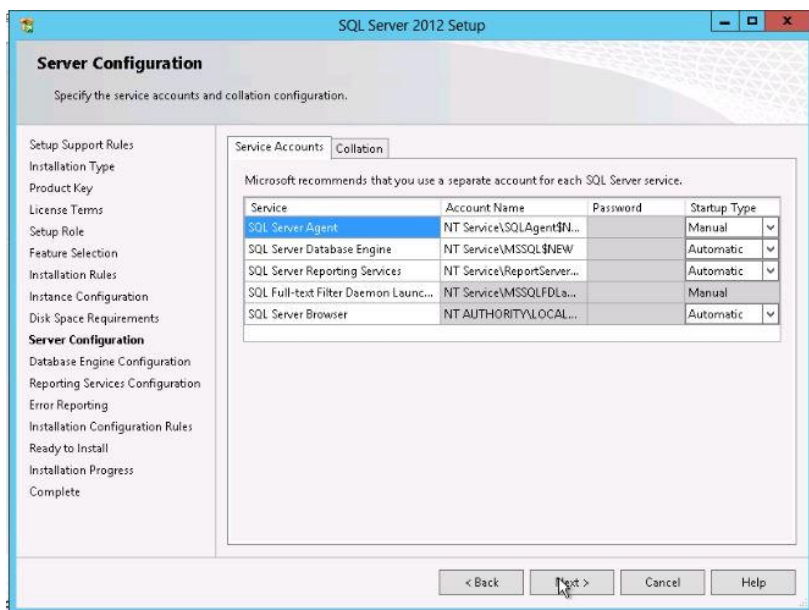 SQL Server 2012 Setup
Server Configuration
Specify the service accounts and collation configuration.
Setup Support Rules
Installation Type
Product Key
License Terms
Setup Role
Feature Selection
Installation Rules
Instance Configuration
Disk Space Requirements
Server Configuration
Database Engine Configuration
Reporting Services Configuration
Error Reporting
Installation Configuration Rules
Ready to Install
Installation Progress
Complete
Service Accounts Collation
Microsoft recommends that you use a separate account for each SQL Server service.
Service Account Name Password Startup Type
SQL Server Agent NT Service\SQLAgent$N... Manual
SQL Server Database Engine NT Service\MSSQL$NEW Automatic
SQL Server Reporting Services NT Service\ReportServer... Automatic
SQL Full-text Filter Daemon Launc... NT Service\MSSQLFDLa... Manual
SQL Server Browser NT AUTHORITY\LOCAL... Automatic
< Back Next > Cancel Help